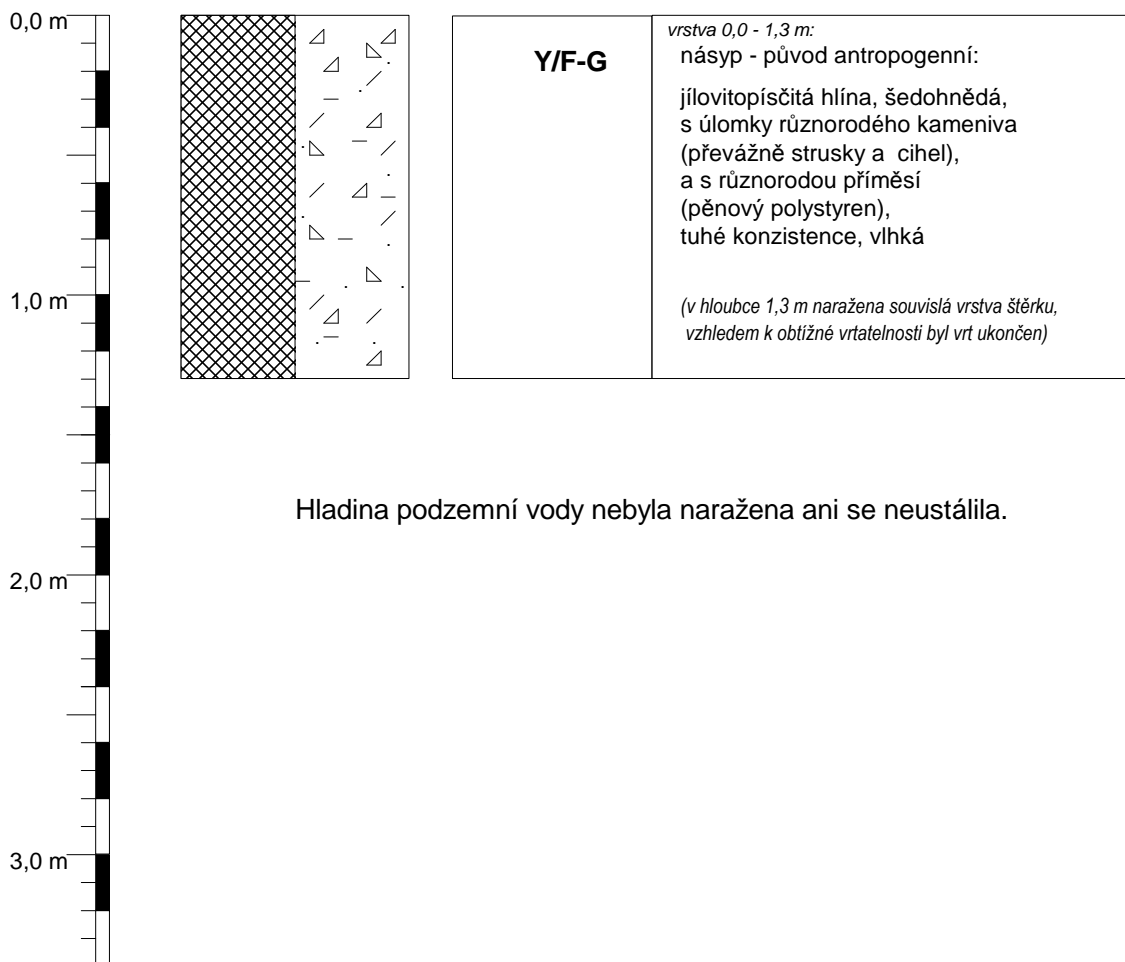 0,0 m
Y/F-G
vrstva 0,0 - 1,3 m:
násyp - původ antropogenní:
jílovitopísčitá hlína, šedohnědá,
s úlomky různorodého kameniva
(převážně strusky a cihel),
a s různorodou příměsí
(pěnový polystyren),
tuhé konzistence, vlhká
1,0 m
(v hloubce 1,3 m naražena souvislá vrstva štěrku,
vzhledem k obtížné vrtatelnosti byl vrt ukončen)
Hladina podzemní vody nebyla naražena ani se neustálila.
2,0 m
3,0 m